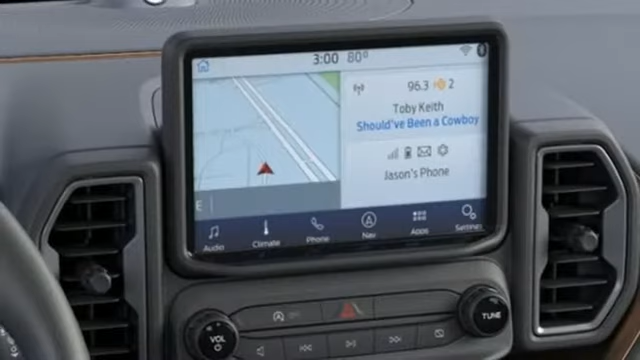 3:00 80°
96.3 2
Toby Keith
Should've Been a Cowboy
Jason's Phone
E
Audio
Climate
Phone
Nav
Apps
Settings
VOL
TUNE